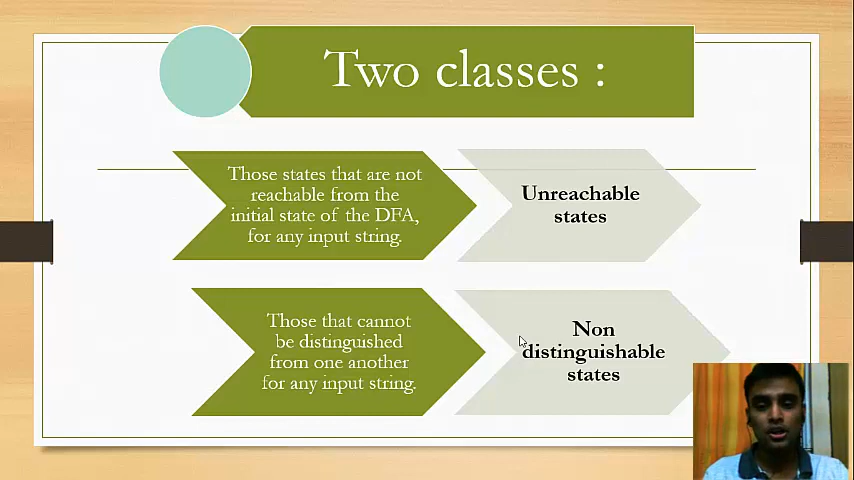 Two classes :
Those states that are not
reachable from the
initial state of the DFA,
for any input string.
Unreachable
states
Those that cannot
be distinguished
from one another
for any input string.
Non
distinguishable
states